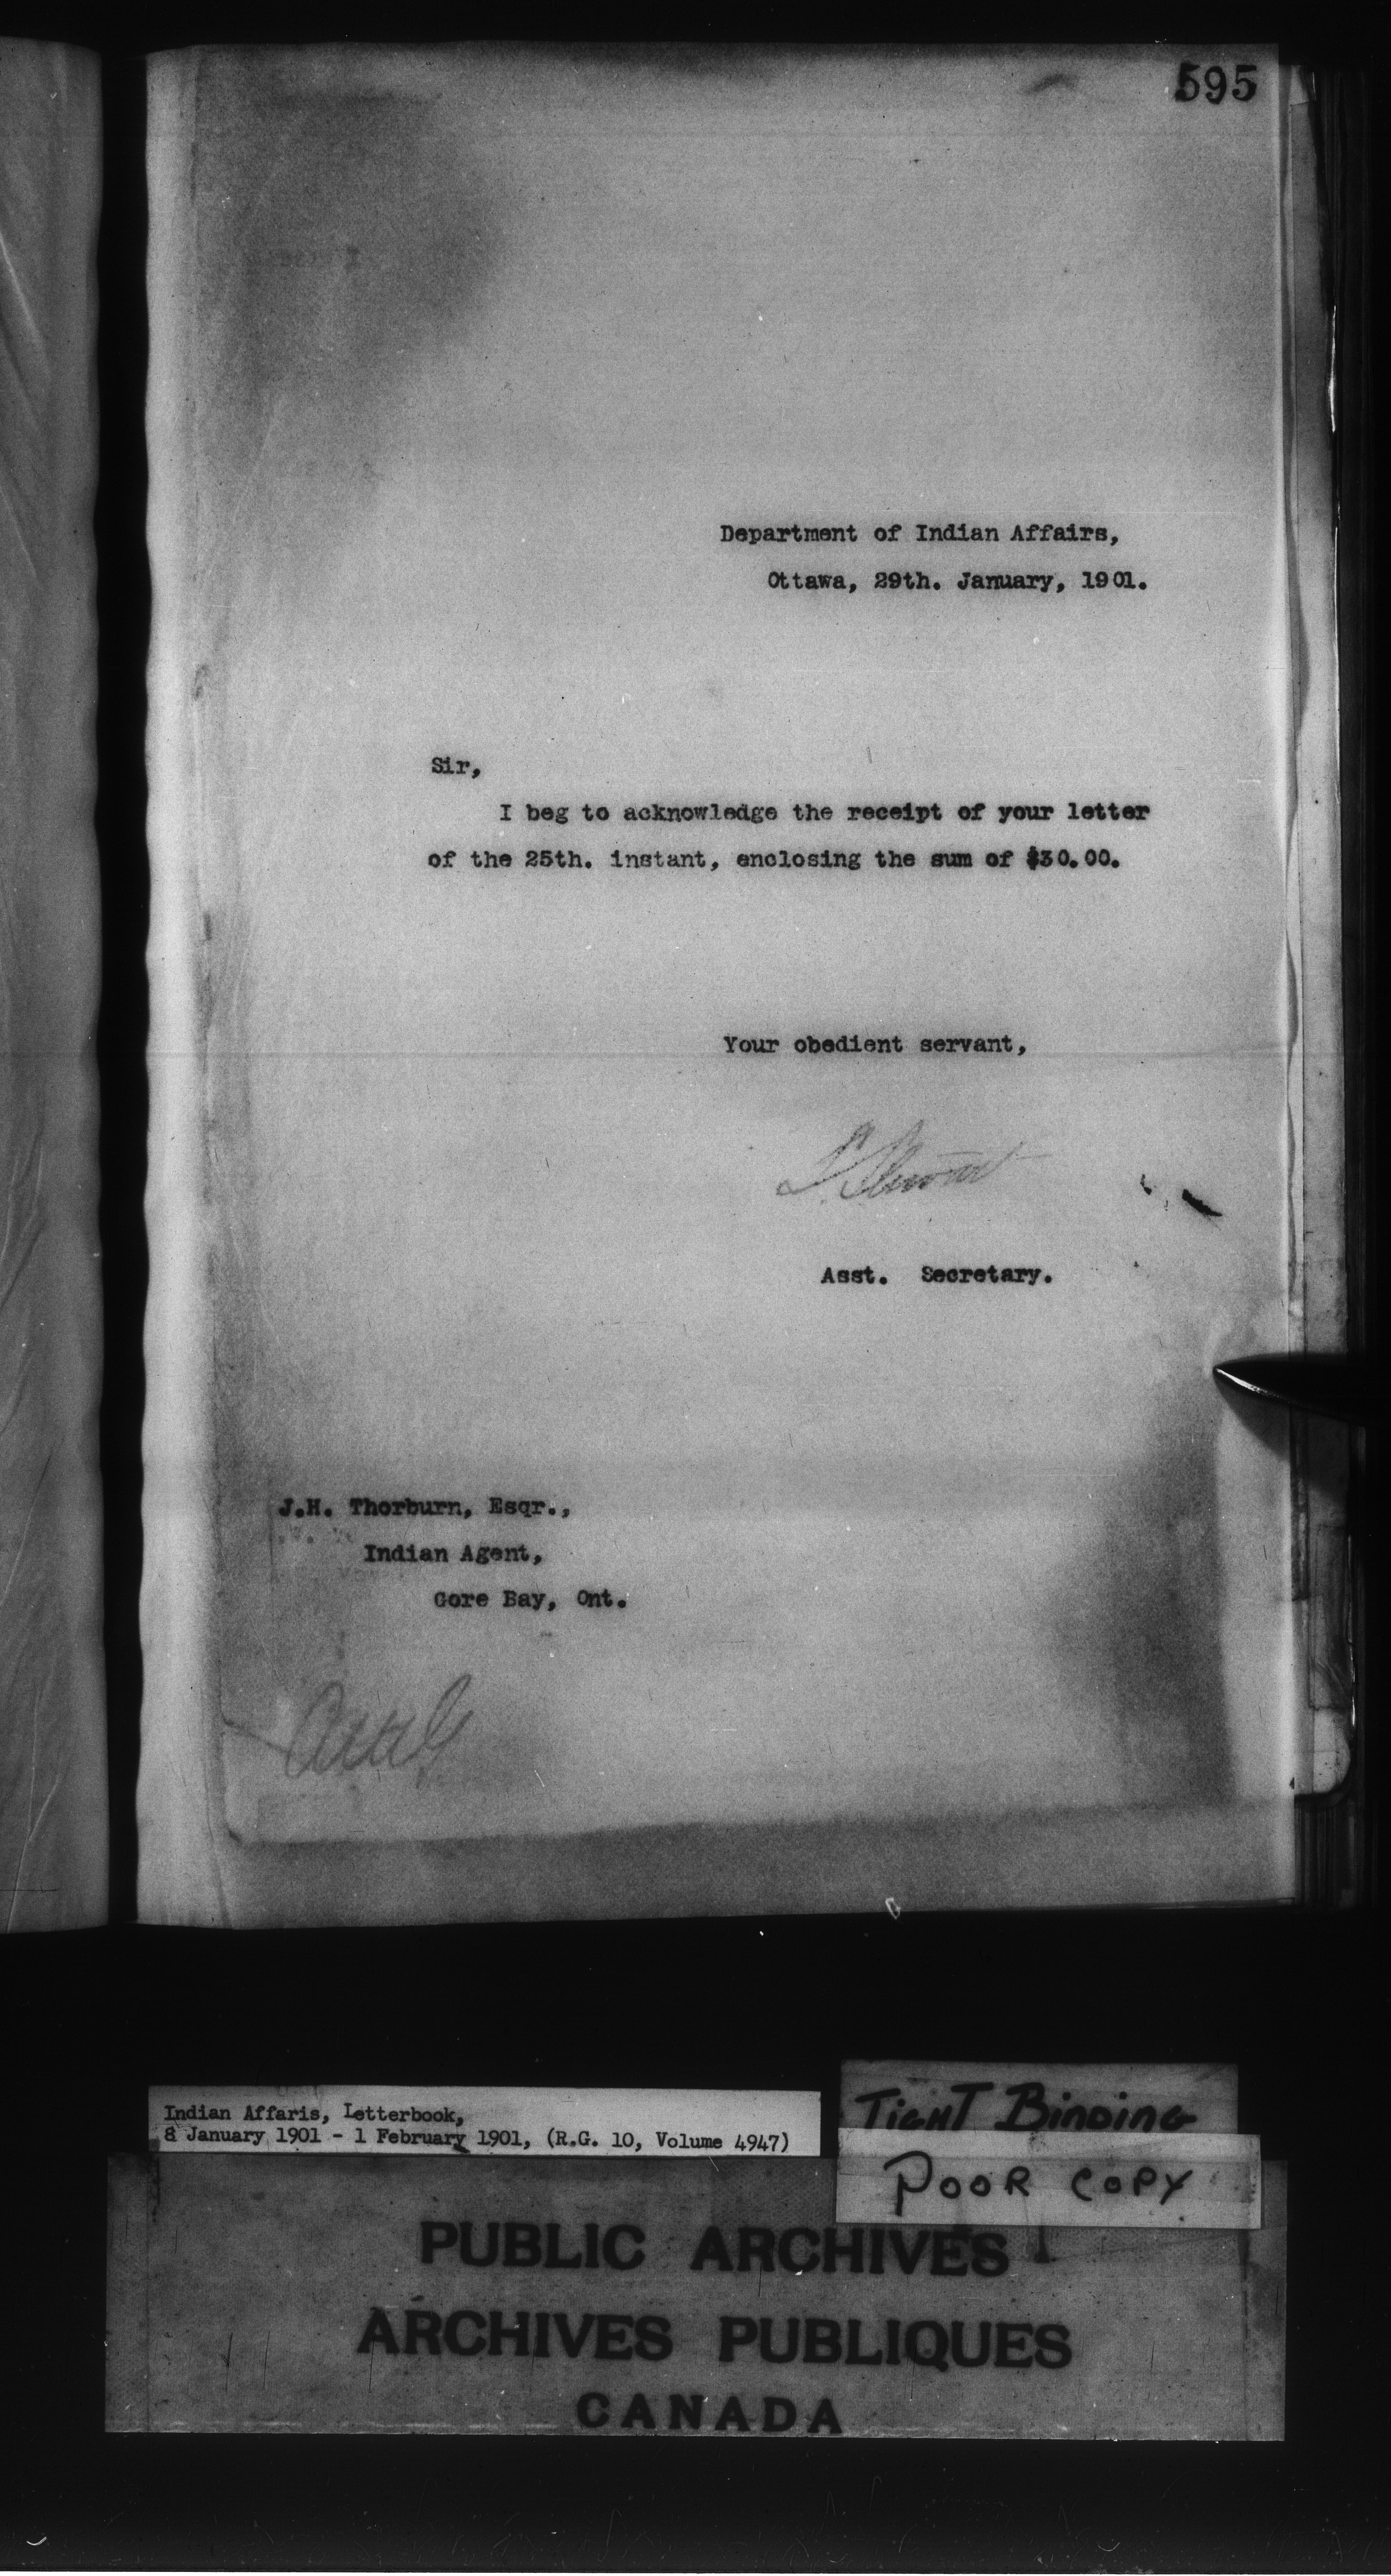 595
Department of Indian Affairs,
Ottawa, 29th. January, 1901.
Sir,
I beg to acknowledge the receipt of your letter
of the 25th. instant, enclosing the sum of $30.00.
Your obedient servant,
Asst. Secretary.
J.H. Thorburn, Esqr.,
Indian Agent,
Gore Bay, Ont.
Indian Affaris, Letterbook,
8 January 1901 - 1 February 1901, (R.G. 10, Volume 4947)
TIGHT BINDING
POOR COPY
PUBLIC ARCHIVES
ARCHIVES PUBLIQUES
CANADA